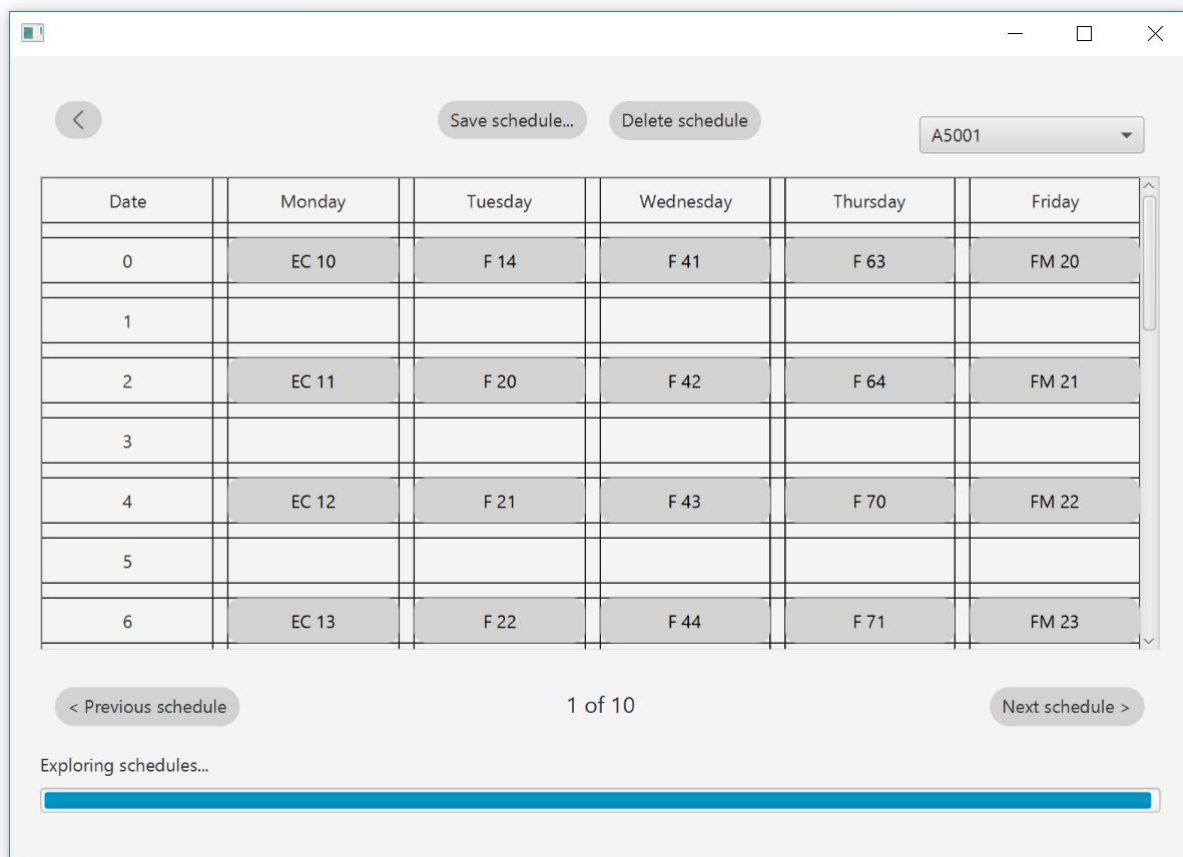 Save schedule... Delete schedule
A5001
Date Monday Tuesday Wednesday Thursday Friday
0 EC 10 F 14 F 41 F 63 FM 20
1
2 EC 11 F 20 F 42 F 64 FM 21
3
4 EC 12 F 21 F 43 F 70 FM 22
5
6 EC 13 F 22 F 44 F 71 FM 23
< Previous schedule 1 of 10 Next schedule >
Exploring schedules...